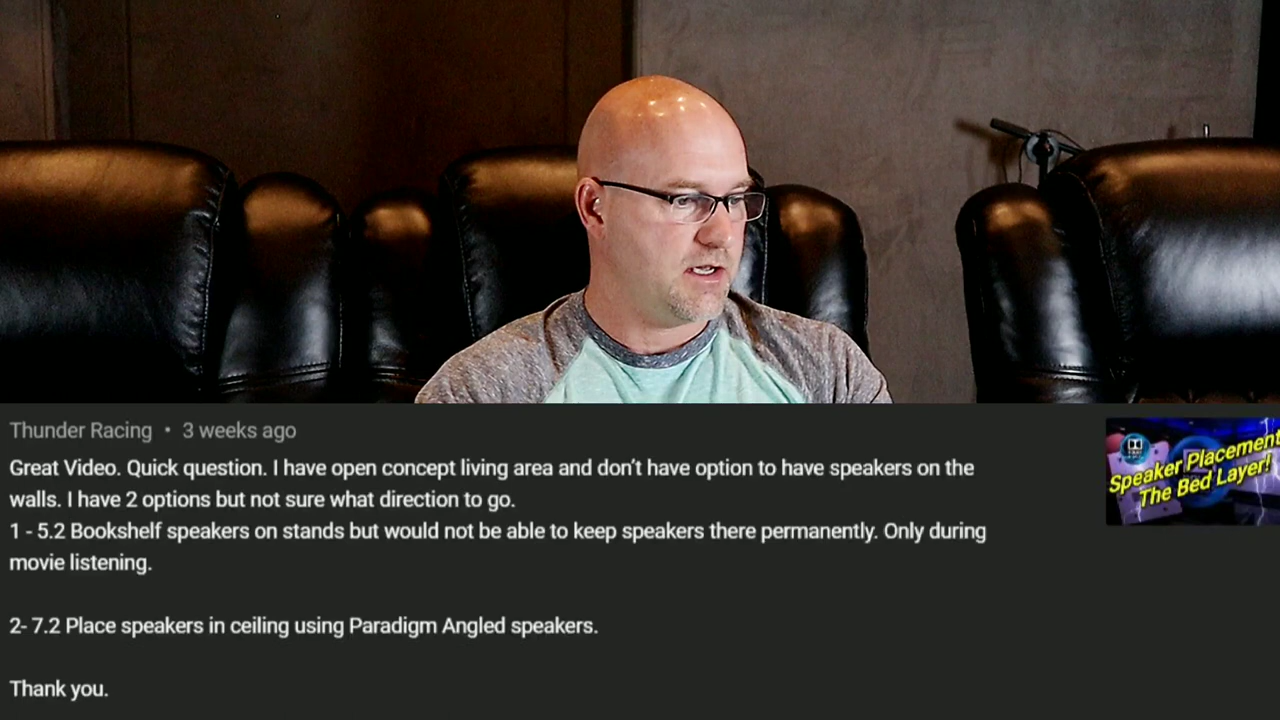 Thunder Racing • 3 weeks ago
Great Video. Quick question. I have open concept living area and don't have option to have speakers on the
walls. I have 2 options but not sure what direction to go.
1 - 5.2 Bookshelf speakers on stands but would not be able to keep speakers there permanently. Only during
movie listening.
2- 7.2 Place speakers in ceiling using Paradigm Angled speakers.
Thank you.
Speaker Placement
The Bed Layer!